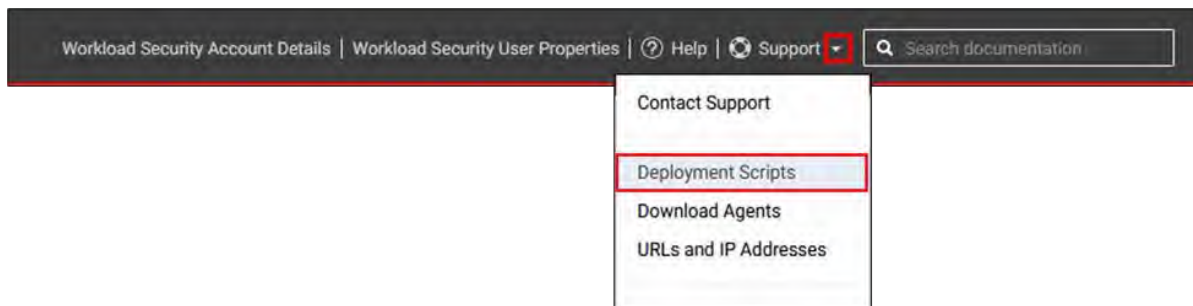 Workload Security Account Details | Workload Security User Properties | ? Help | Support Search documentation
Contact Support
Deployment Scripts
Download Agents
URLs and IP Addresses